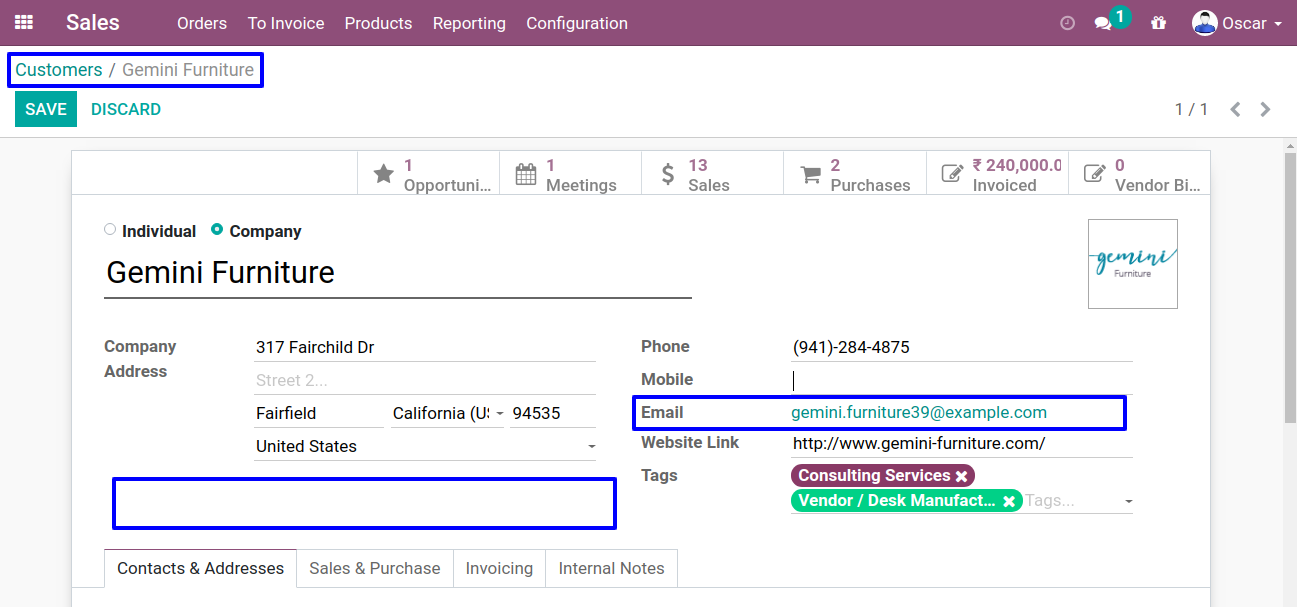 Sales Orders To Invoice Products Reporting Configuration 1 Oscar
Customers / Gemini Furniture
SAVE DISCARD 1 / 1
1 Opportuni...
1 Meetings
$ 13 Sales
2 Purchases
₹ 240,000.0 Invoiced
0 Vendor Bi...
Individual Company
gemini
Furniture
Gemini Furniture
Company Address
317 Fairchild Dr
Street 2...
Fairfield California (US 94535
United States
Phone (941)-284-4875
Mobile
Email gemini.furniture39@example.com
Website Link http://www.gemini-furniture.com/
Tags Consulting Services
Vendor / Desk Manufact... Tags...
Contacts & Addresses Sales & Purchase Invoicing Internal Notes